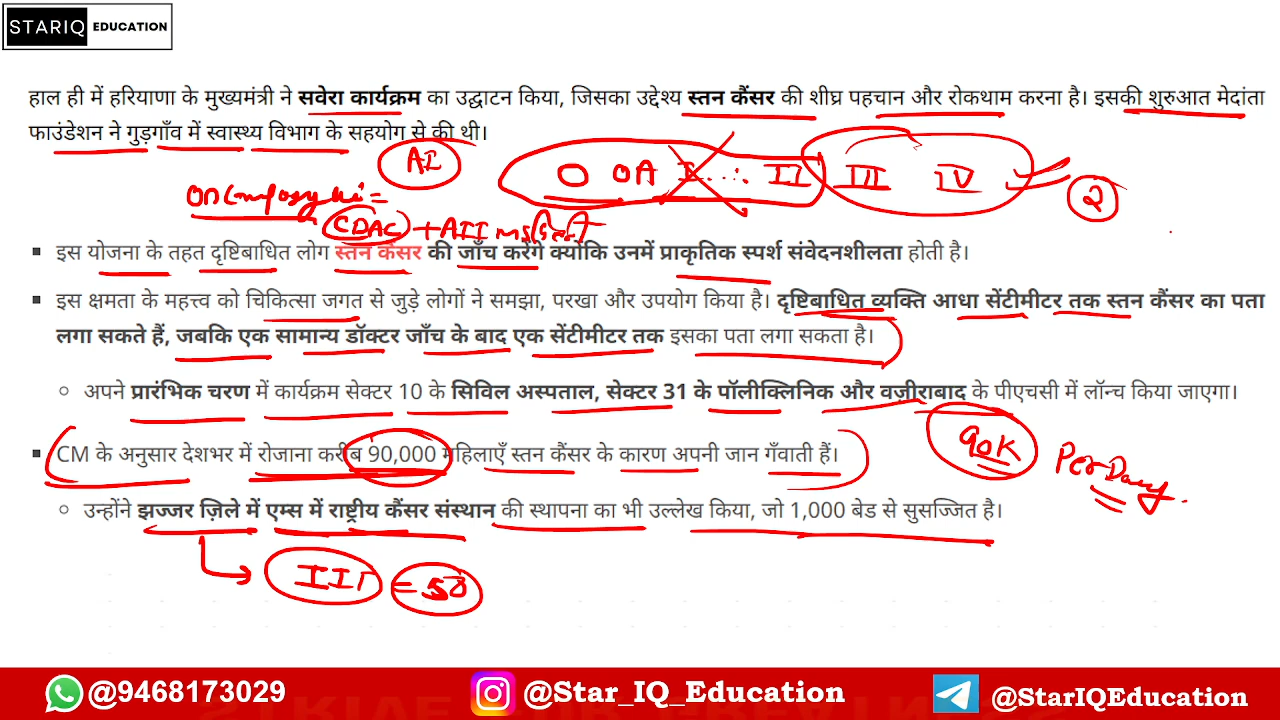 STARIQ EDUCATION
हाल ही में हरियाणा के मुख्यमंत्री ने सवेरा कार्यक्रम का उद्घाटन किया, जिसका उद्देश्य स्तन कैंसर की शीघ्र पहचान और रोकथाम करना है। इसकी शुरुआत मेदांता
फाउंडेशन ने गुड़गाँव में स्वास्थ्य विभाग के सहयोग से की थी।
AI
O OA I ... II III IV
2
CDAC + AIIMS
▪ इस योजना के तहत दृष्टिबाधित लोग स्तन कैंसर की जाँच करेंगे क्योंकि उनमें प्राकृतिक स्पर्श संवेदनशीलता होती है।
▪ इस क्षमता के महत्त्व को चिकित्सा जगत से जुड़े लोगों ने समझा, परखा और उपयोग किया है। दृष्टिबाधित व्यक्ति आधा सेंटीमीटर तक स्तन कैंसर का पता
लगा सकते हैं, जबकि एक सामान्य डॉक्टर जाँच के बाद एक सेंटीमीटर तक इसका पता लगा सकता है।
○ अपने प्रारंभिक चरण में कार्यक्रम सेक्टर 10 के सिविल अस्पताल, सेक्टर 31 के पॉलीक्लिनिक और वज़ीराबाद के पीएचसी में लॉन्च किया जाएगा।
▪ CM के अनुसार देशभर में रोजाना करीब 90,000 महिलाएँ स्तन कैंसर के कारण अपनी जान गँवाती हैं।
90K
Per Day.
○ उन्होंने झज्जर ज़िले में एम्स में राष्ट्रीय कैंसर संस्थान की स्थापना का भी उल्लेख किया, जो 1,000 बेड से सुसज्जित है।
= 50
@9468173029 @Star_IQ_Education @StarIQEducation